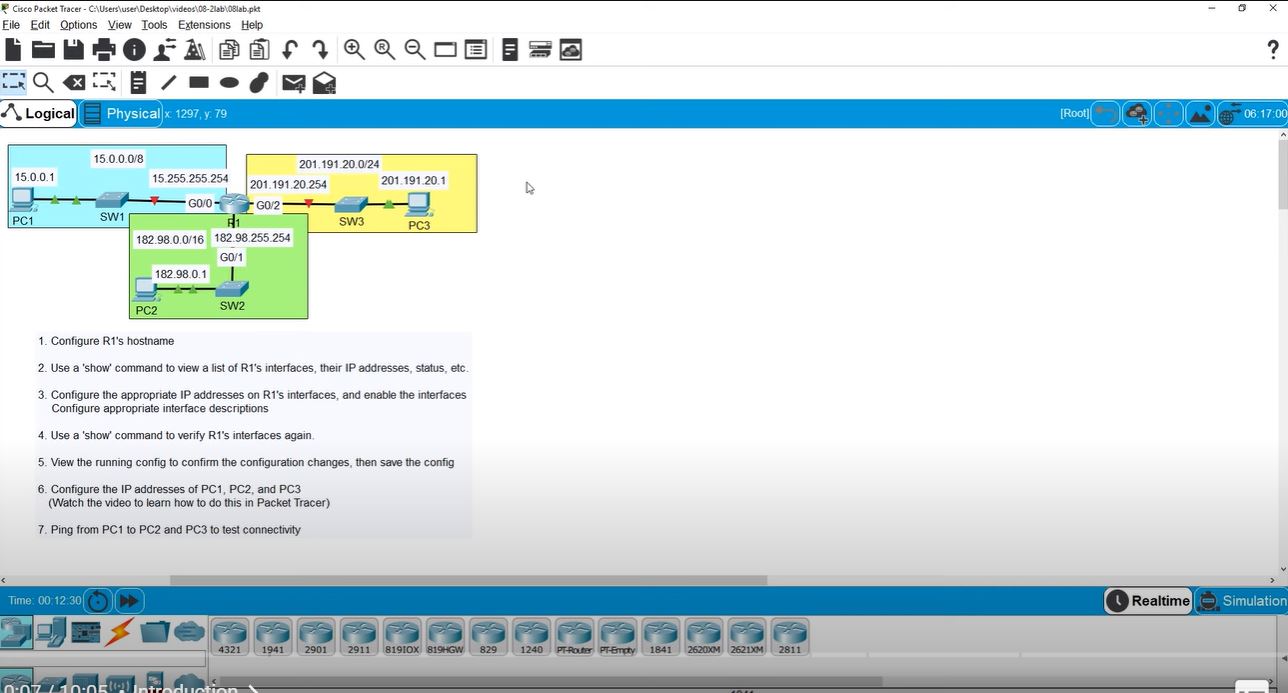 Cisco Packet Tracer - C:\Users\user\Desktop\videos\08-2lab\08lab.pkt
File Edit Options View Tools Extensions Help
?
Logical Physical x: 1297, y: 79 [Root] 06:17:00
15.0.0.0/8
15.0.0.1
15.255.255.254
G0/0
PC1
SW1
R1
201.191.20.0/24
201.191.20.254
201.191.20.1
G0/2
SW3
PC3
182.98.0.0/16
182.98.255.254
G0/1
182.98.0.1
PC2
SW2
1. Configure R1's hostname
2. Use a 'show' command to view a list of R1's interfaces, their IP addresses, status, etc.
3. Configure the appropriate IP addresses on R1's interfaces, and enable the interfaces
Configure appropriate interface descriptions
4. Use a 'show' command to verify R1's interfaces again.
5. View the running config to confirm the configuration changes, then save the config
6. Configure the IP addresses of PC1, PC2, and PC3
(Watch the video to learn how to do this in Packet Tracer)
7. Ping from PC1 to PC2 and PC3 to test connectivity
Time: 00:12:30 Realtime Simulation
4321 1941 2901 2911 819IOX 819HGW 829 1240 PT-Router PT-Empty 1841 2620XM 2621XM 2811
0:07 / 10:05 • Introduction